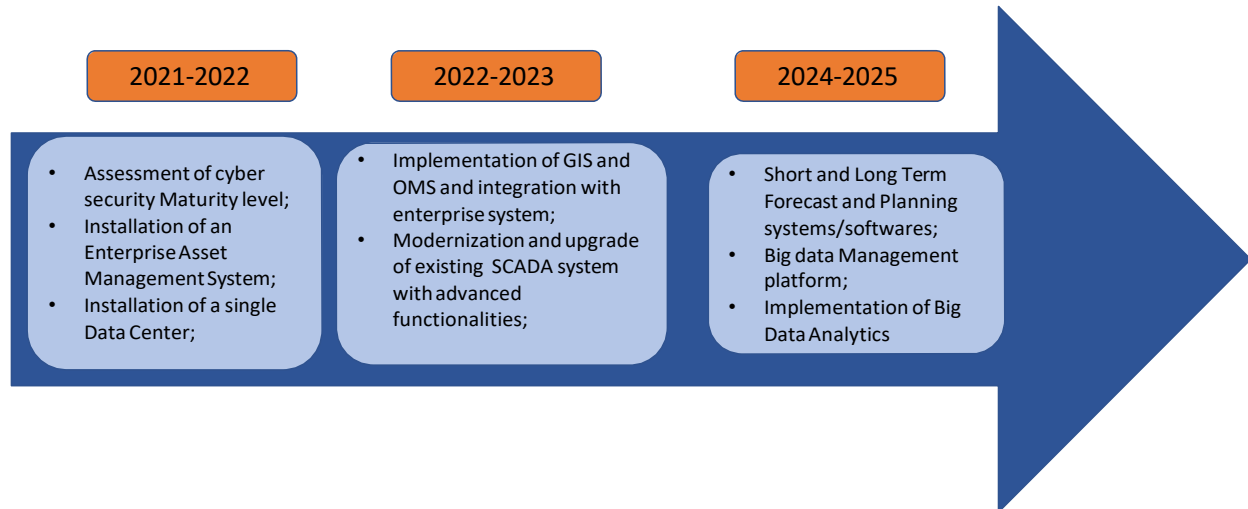 2021-2022
2022-2023
2024-2025
• Assessment of cyber
security Maturity level;
• Installation of an
Enterprise Asset
Management System;
• Installation of a single
Data Center;
• Implementation of GIS and
OMS and integration with
enterprise system;
• Modernization and upgrade
of existing SCADA system
with advanced
functionalities;
• Short and Long Term
Forecast and Planning
systems/softwares;
• Big data Management
platform;
• Implementation of Big
Data Analytics